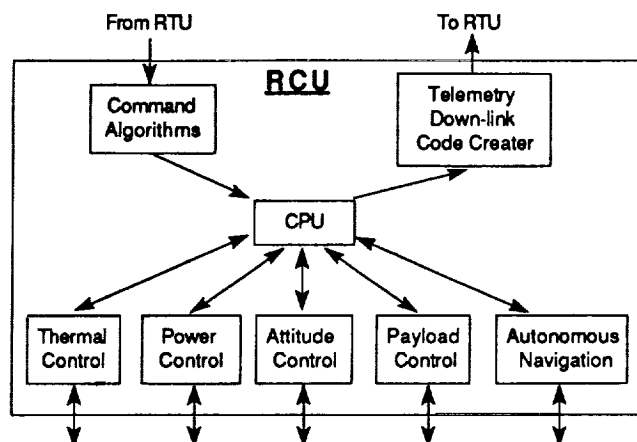 From RTU
To RTU
RCU
Command
Algorithms
Telemetry
Down-link
Code Creater
CPU
Thermal
Control
Power
Control
Attitude
Control
Payload
Control
Autonomous
Navigation